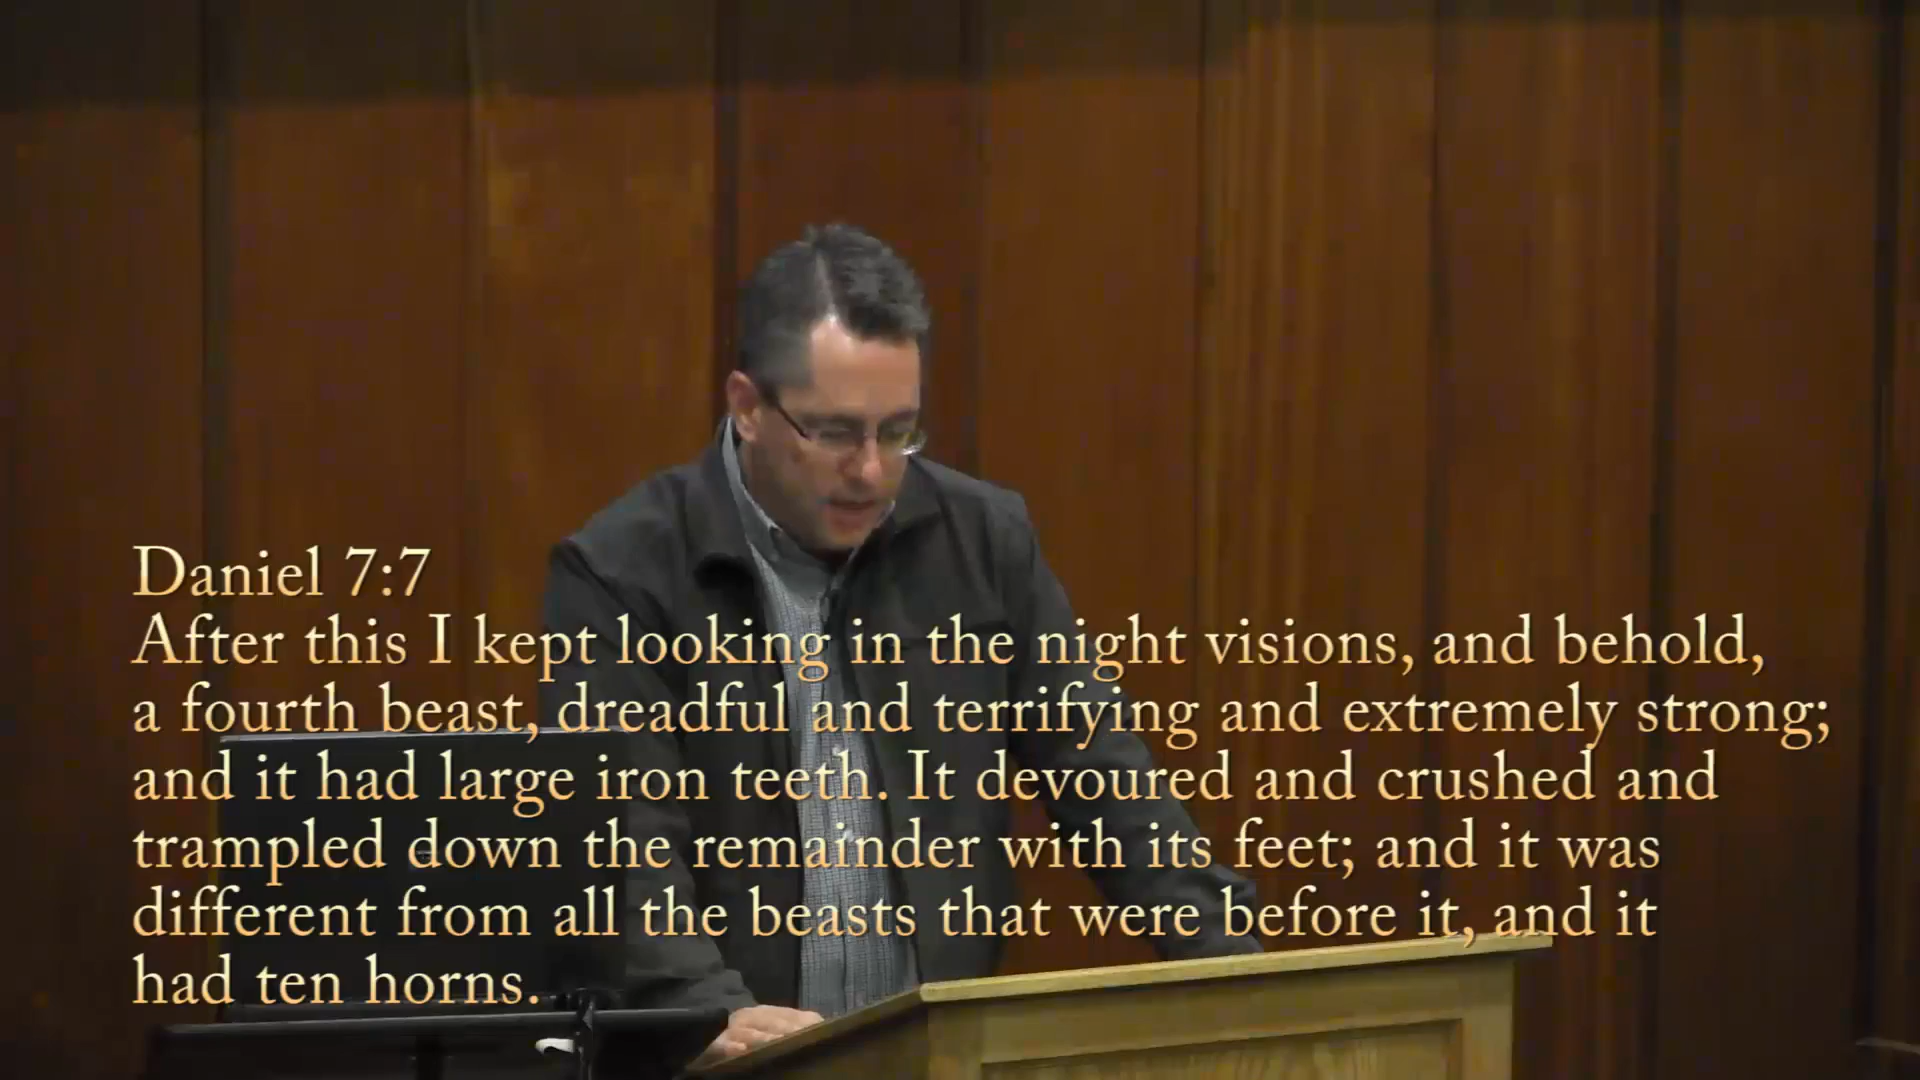 Daniel 7:7
After this I kept looking in the night visions, and behold,
a fourth beast, dreadful and terrifying and extremely strong;
and it had large iron teeth. It devoured and crushed and
trampled down the remainder with its feet; and it was
different from all the beasts that were before it, and it
had ten horns.